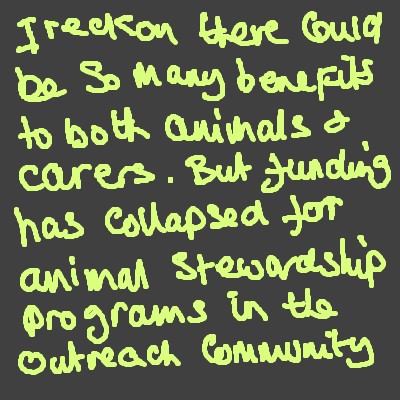 I reckon there could
be so many benefits
to both animals &
carers. But funding
has collapsed for
animal stewardship
programs in the
outreach community